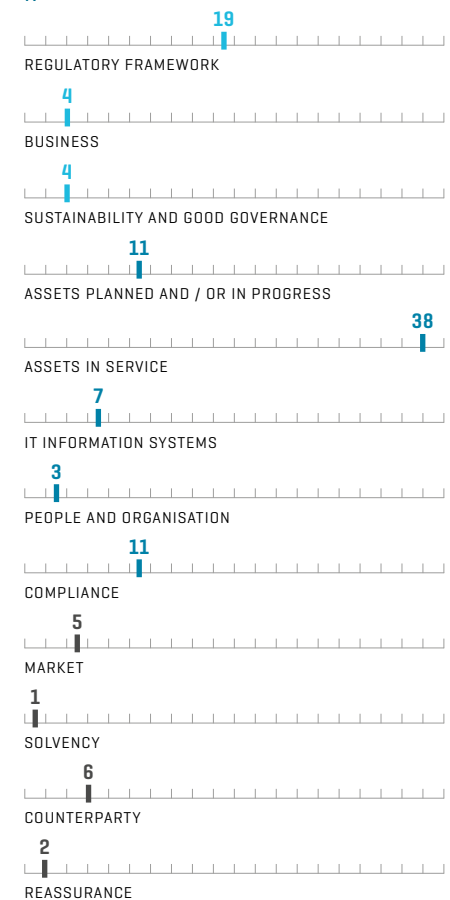 19
REGULATORY FRAMEWORK
4
BUSINESS
4
SUSTAINABILITY AND GOOD GOVERNANCE
11
ASSETS PLANNED AND / OR IN PROGRESS
38
ASSETS IN SERVICE
7
IT INFORMATION SYSTEMS
3
PEOPLE AND ORGANISATION
11
COMPLIANCE
5
MARKET
1
SOLVENCY
6
COUNTERPARTY
2
REASSURANCE